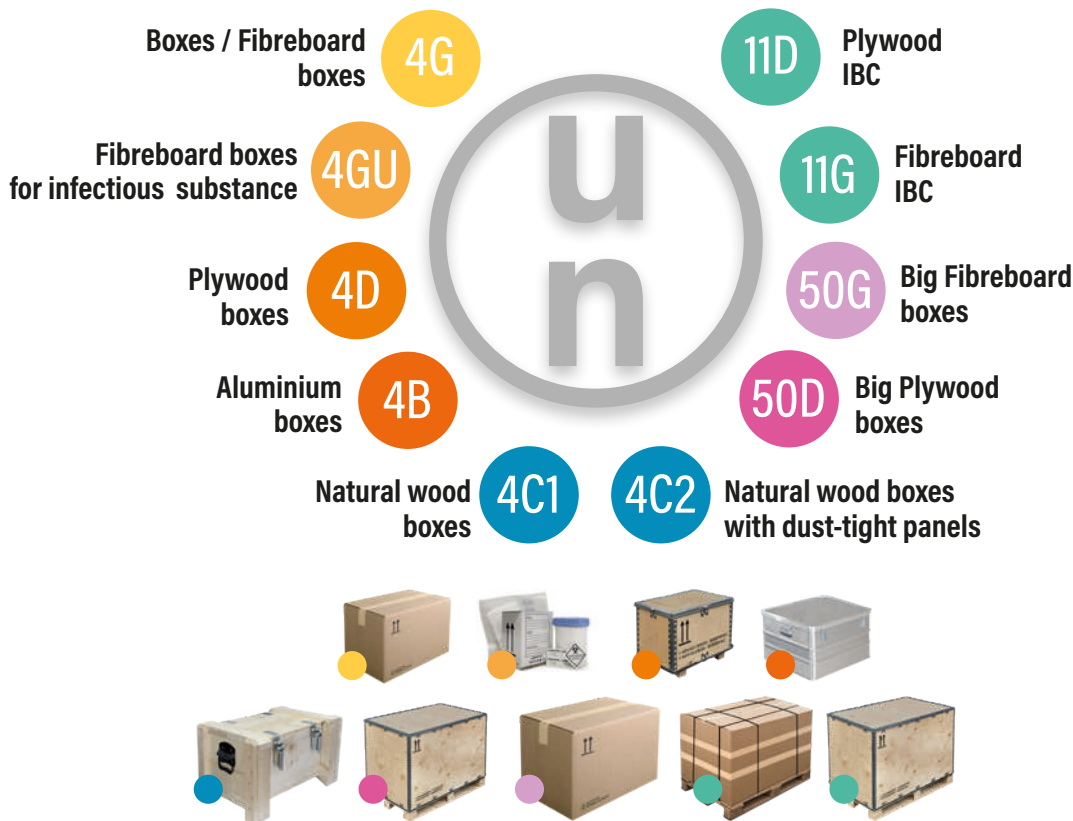 Boxes / Fibreboard
boxes
4G
11D
Plywood
IBC
Fibreboard boxes
for infectious substance
4GU
11G
Fibreboard
IBC
u
n
Plywood
boxes
4D
50G
Big Fibreboard
boxes
Aluminium
boxes
4B
50D
Big Plywood
boxes
Natural wood
boxes
4C1
4C2
Natural wood boxes
with dust-tight panels